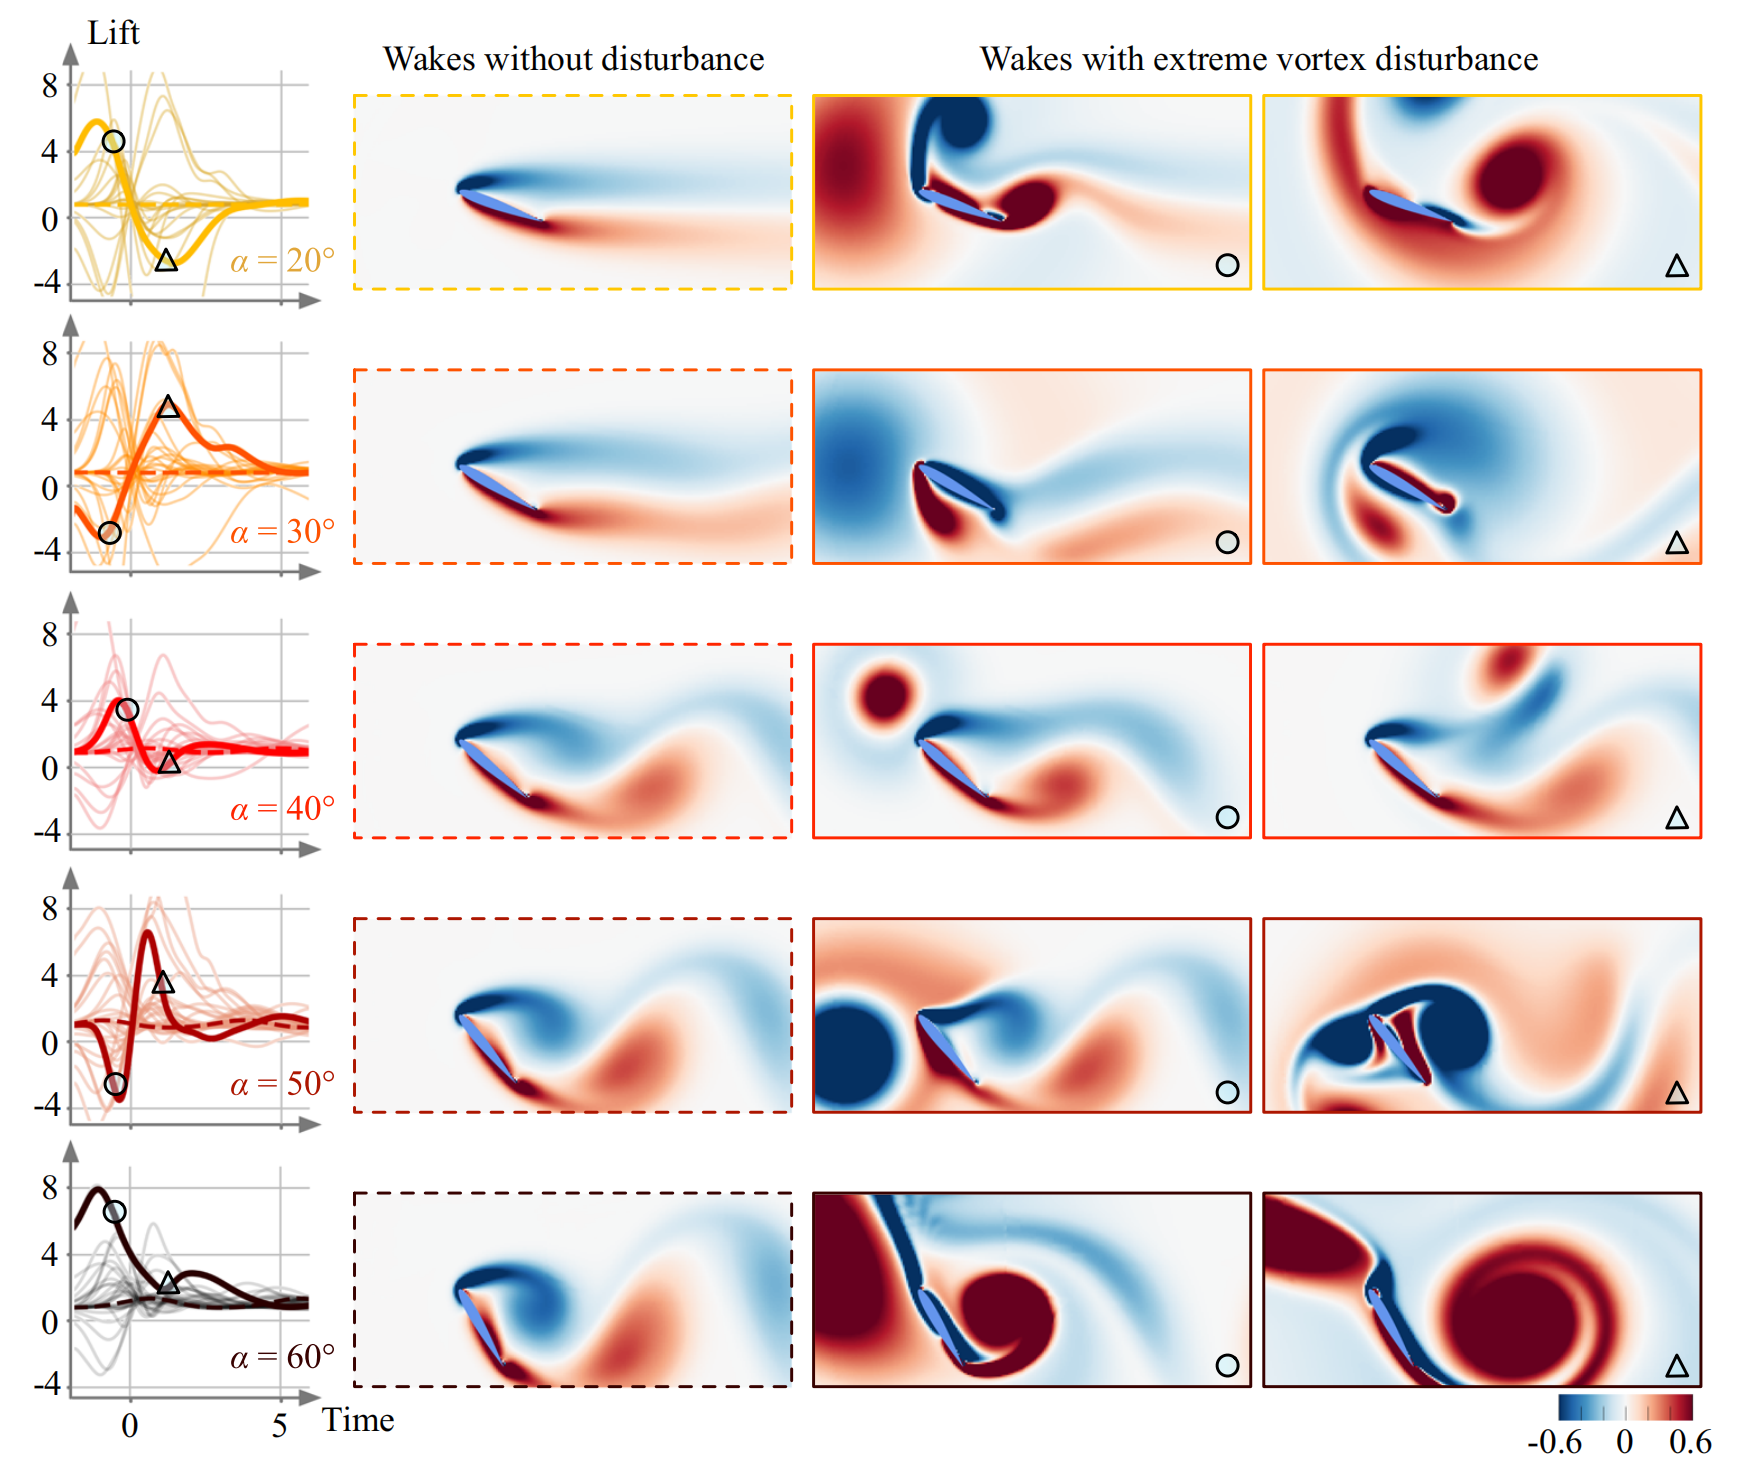 Lift
Wakes without disturbance
Wakes with extreme vortex disturbance
8
4
0
-4
α = 20°
8
4
0
-4
α = 30°
8
4
0
-4
α = 40°
8
4
0
-4
α = 50°
8
4
0
-4
α = 60°
0 5 Time
-0.6 0 0.6